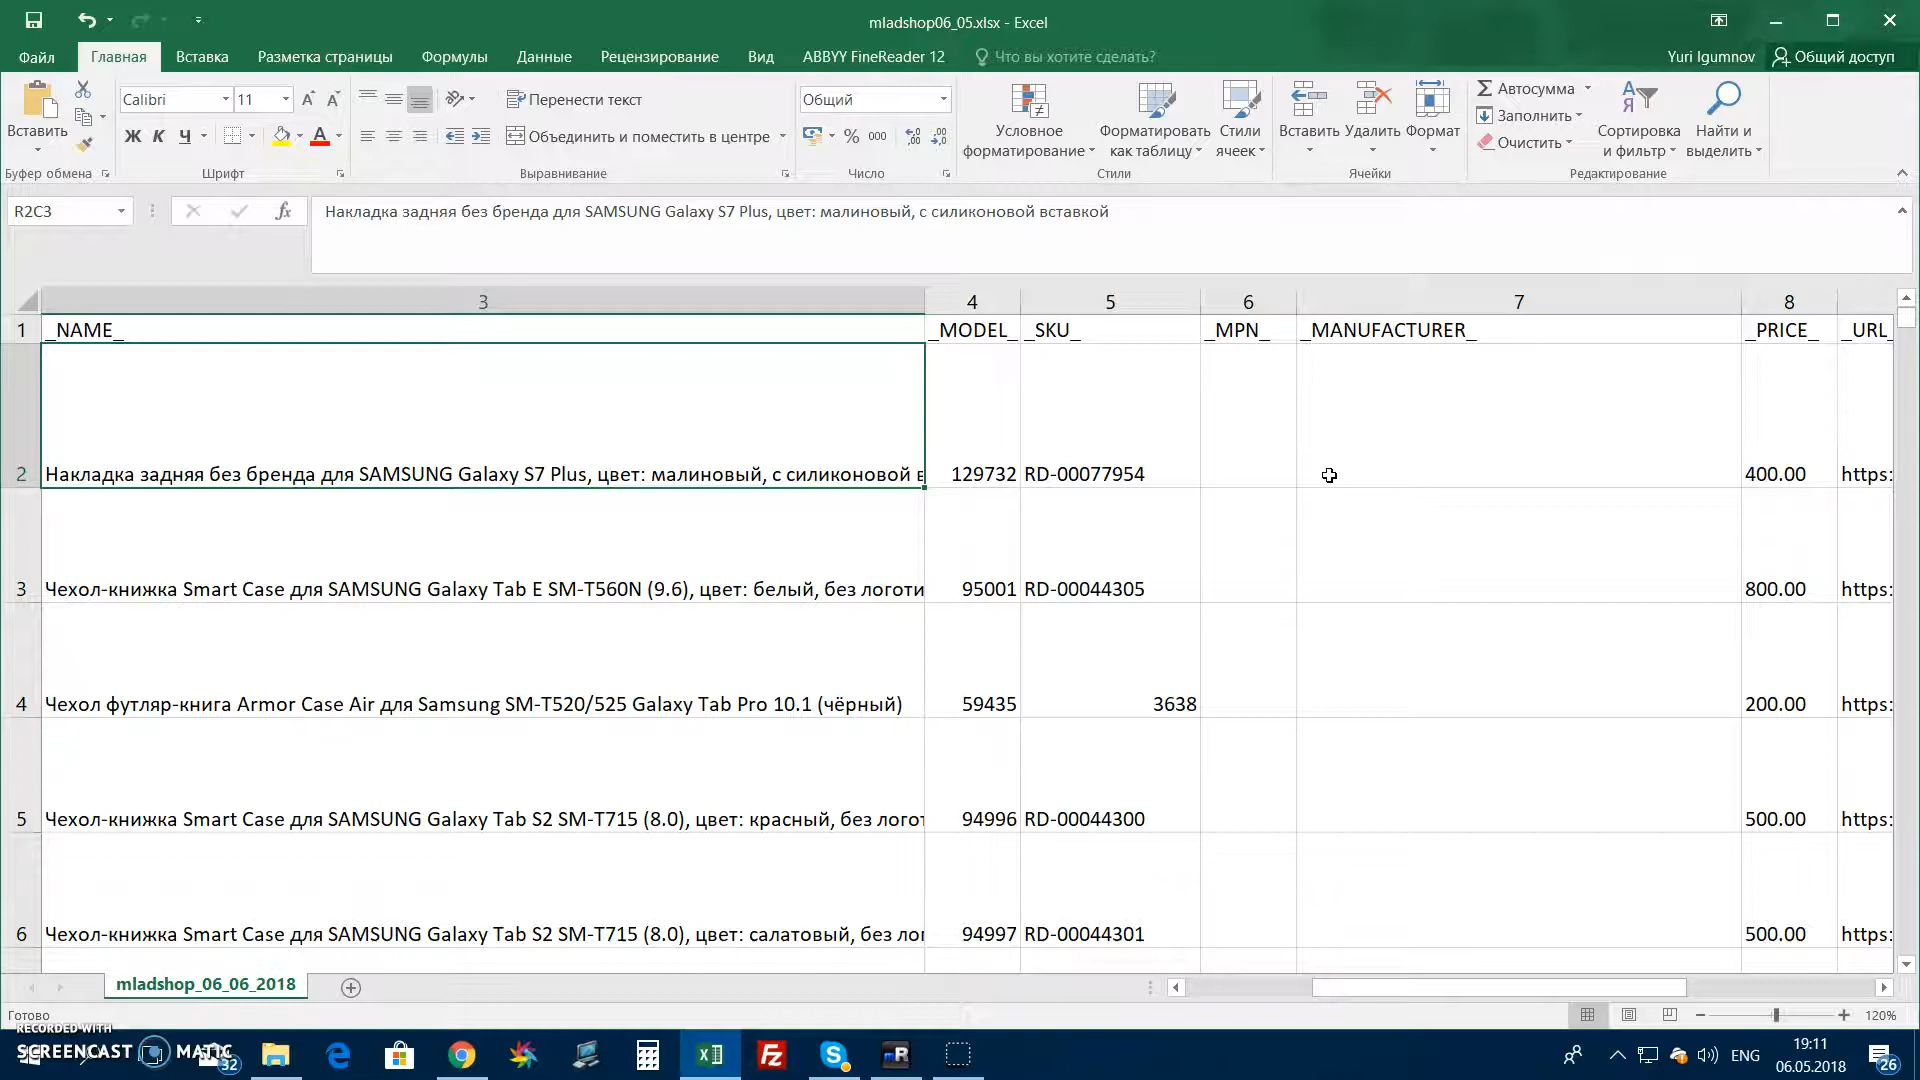 mladshop06_05.xlsx - Excel
Файл Главная Вставка Разметка страницы Формулы Данные Рецензирование Вид ABBYY FineReader 12 Что вы хотите сделать? Yuri Igumnov Общий доступ
Calibri 11 Перенести текст Общий Автосумма
Вставить Ж К Ч Объединить и поместить в центре % 000 Условное форматирование Форматировать как таблицу Стили ячеек Вставить Удалить Формат Заполнить Сортировка и фильтр Найти и выделить
Очистить
Буфер обмена Шрифт Выравнивание Число Стили Ячейки Редактирование
R2C3 fx Накладка задняя без бренда для SAMSUNG Galaxy S7 Plus, цвет: малиновый, с силиконовой вставкой
3 4 5 6 7 8
1 _NAME_ _MODEL_ _SKU_ _MPN_ _MANUFACTURER_ _PRICE_ _URL_
2 Накладка задняя без бренда для SAMSUNG Galaxy S7 Plus, цвет: малиновый, с силиконовой в 129732 RD-00077954 400.00 https:
3 Чехол-книжка Smart Case для SAMSUNG Galaxy Tab E SM-T560N (9.6), цвет: белый, без логоти 95001 RD-00044305 800.00 https:
4 Чехол футляр-книга Armor Case Air для Samsung SM-T520/525 Galaxy Tab Pro 10.1 (чёрный) 59435 3638 200.00 https:
5 Чехол-книжка Smart Case для SAMSUNG Galaxy Tab S2 SM-T715 (8.0), цвет: красный, без логот 94996 RD-00044300 500.00 https:
6 Чехол-книжка Smart Case для SAMSUNG Galaxy Tab S2 SM-T715 (8.0), цвет: салатовый, без лог 94997 RD-00044301 500.00 https:
mladshop_06_06_2018
Готово 120%
RECORDED WITH
SCREENCAST MATIC 32 ENG 19:11
06.05.2018 26